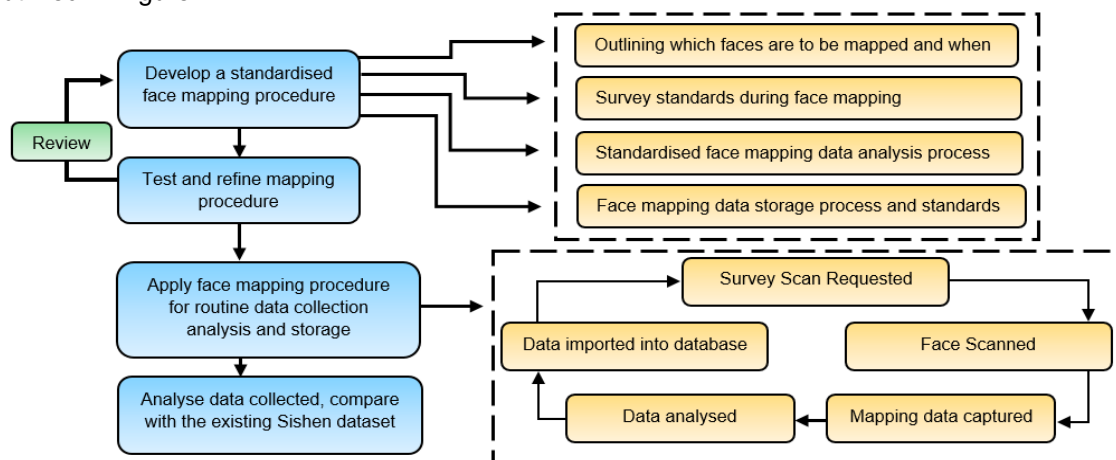 Develop a standardised
face mapping procedure
Review
Test and refine mapping
procedure
Apply face mapping procedure
for routine data collection
analysis and storage
Analyse data collected, compare
with the existing Sishen dataset
Outlining which faces are to be mapped and when
Survey standards during face mapping
Standardised face mapping data analysis process
Face mapping data storage process and standards
Survey Scan Requested
Face Scanned
Mapping data captured
Data analysed
Data imported into database